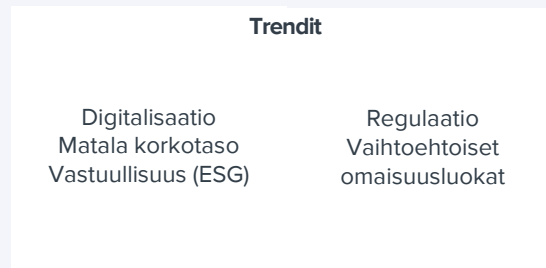 Trendit
Digitalisaatio
Matala korkotaso
Vastuullisuus (ESG)
Regulaatio
Vaihtoehtoiset
omaisuusluokat